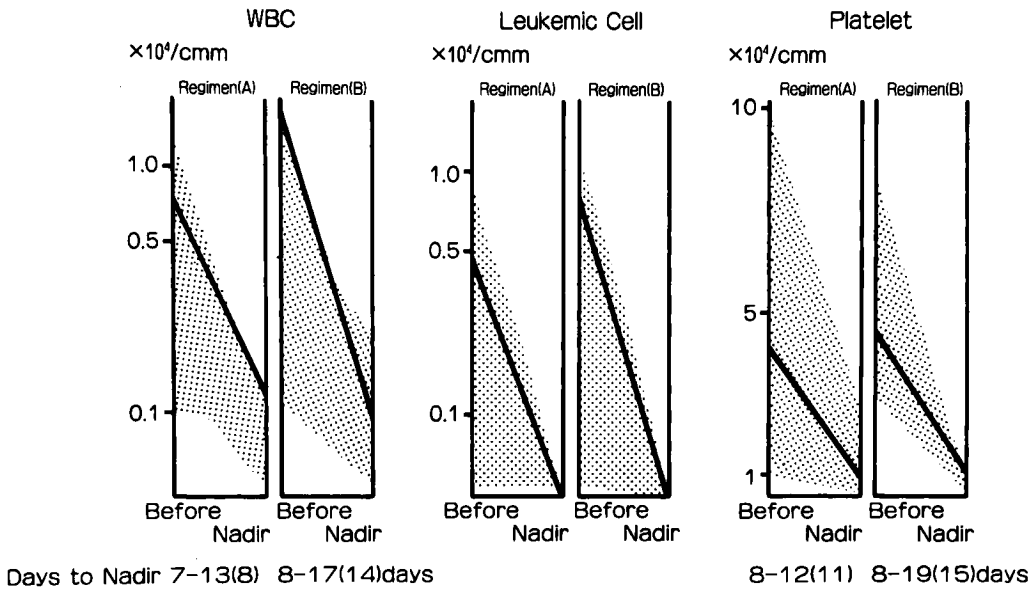 WBC
Leukemic Cell
Platelet
×10⁴/cmm
×10⁴/cmm
×10⁴/cmm
Regimen(A) Regimen(B)
Regimen(A) Regimen(B)
Regimen(A) Regimen(B)
1.0
0.5
0.1
1.0
0.5
0.1
10
5
1
Before Before
Nadir Nadir
Before Before
Nadir Nadir
Before Before
Nadir Nadir
Days to Nadir 7-13(8) 8-17(14)days
8-12(11) 8-19(15)days